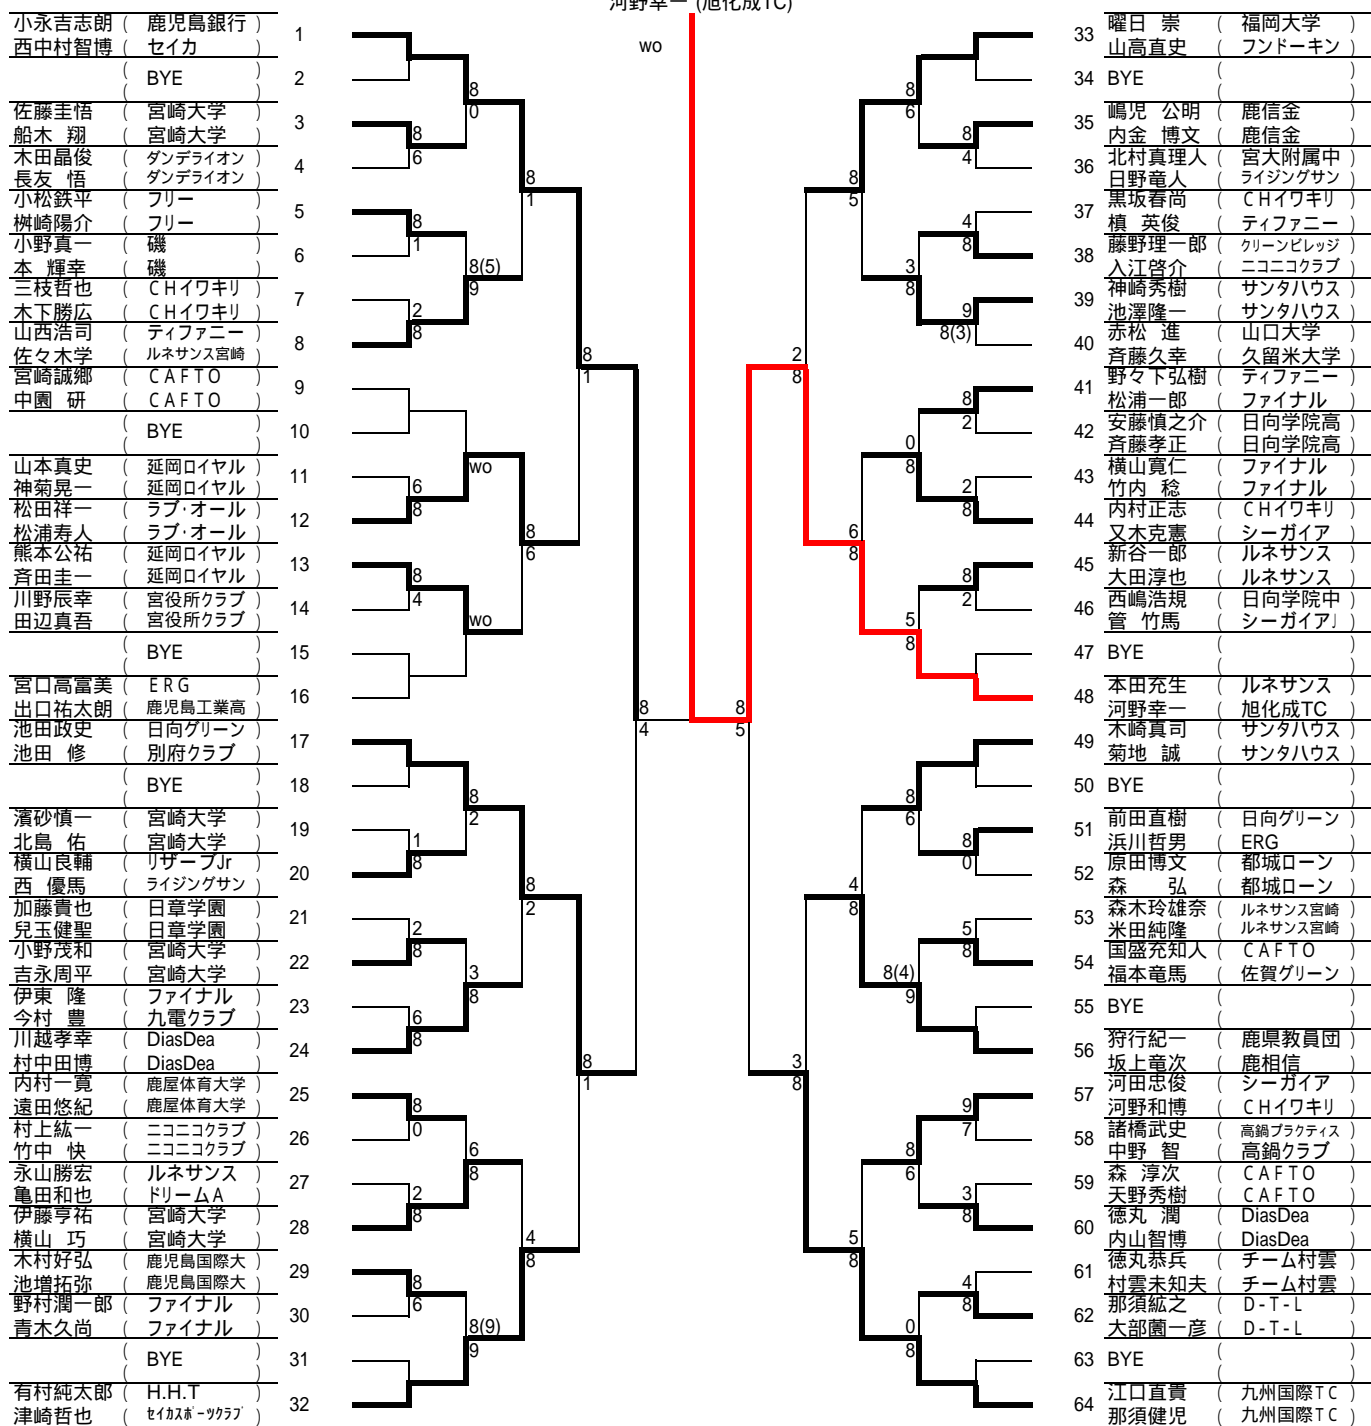 河野幸一 (旭化成TC)
wo
小永吉志朗 ( 鹿児島銀行 )
西中村智博 ( セイカ )
1
( BYE )
2
佐藤圭悟 ( 宮崎大学 )
船木 翔 ( 宮崎大学 )
3
木田晶俊 ( ダンデライオン )
長友 悟 ( ダンデライオン )
4
小松鉄平 ( フリー )
桝崎陽介 ( フリー )
5
小野真一 ( 磯 )
本 輝幸 ( 磯 )
6
三枝哲也 ( CHイワキリ )
木下勝広 ( CHイワキリ )
7
山西浩司 ( ティファニー )
佐々木学 ( ルネサンス宮崎 )
8
宮崎誠郷 ( CAFTO )
中園 研 ( CAFTO )
9
( BYE )
10
山本真史 ( 延岡ロイヤル )
神菊晃一 ( 延岡ロイヤル )
11
松田祥一 ( ラブ・オール )
松浦寿人 ( ラブ・オール )
12
熊本公祐 ( 延岡ロイヤル )
斉田圭一 ( 延岡ロイヤル )
13
川野辰幸 ( 宮役所クラブ )
田辺真吾 ( 宮役所クラブ )
14
( BYE )
15
宮口高富美 ( ERG )
出口祐太朗 ( 鹿児島工業高 )
16
池田政史 ( 日向グリーン )
池田 修 ( 別府クラブ )
17
( BYE )
18
濱砂慎一 ( 宮崎大学 )
北島 佑 ( 宮崎大学 )
19
横山良輔 ( リザーブJr )
西 優馬 ( ライジングサン )
20
加藤貴也 ( 日章学園 )
兒玉健聖 ( 日章学園 )
21
小野茂和 ( 宮崎大学 )
吉永周平 ( 宮崎大学 )
22
伊東 隆 ( ファイナル )
今村 豊 ( 九電クラブ )
23
川越孝幸 ( DiasDea )
村中田博 ( DiasDea )
24
内村一寛 ( 鹿屋体育大学 )
遠田悠紀 ( 鹿屋体育大学 )
25
村上紘一 ( ニコニコクラブ )
竹中 快 ( ニコニコクラブ )
26
永山勝宏 ( ルネサンス )
亀田和也 ( ドリームA )
27
伊藤亨祐 ( 宮崎大学 )
横山 巧 ( 宮崎大学 )
28
木村好弘 ( 鹿児島国際大 )
池増拓弥 ( 鹿児島国際大 )
29
野村潤一郎 ( ファイナル )
青木久尚 ( ファイナル )
30
( BYE )
31
有村純太郎 ( H.H.T )
津崎哲也 ( セイカスポーツクラブ )
32
8
6
8
1
2
8
6
8
8
4
1
8
2
8
6
8
8
0
2
8
8
6
8
0
8(5)
9
wo
wo
8
2
3
8
6
8
8(9)
9
8
1
8
6
8
2
4
8
8
1
8
1
8
4
33 曜日 崇 ( 福岡大学 )
山高直史 ( フンドーキン )
34 BYE ( )
35 嶋児 公明 ( 鹿信金 )
内金 博文 ( 鹿信金 )
36 北村真理人 ( 宮大附属中 )
日野竜人 ( ライジングサン )
37 黒坂春尚 ( CHイワキリ )
槙 英俊 ( ティファニー )
38 藤野理一郎 ( クリーンビレッジ )
入江啓介 ( ニコニコクラブ )
39 神崎秀樹 ( サンタハウス )
池澤隆一 ( サンタハウス )
40 赤松 進 ( 山口大学 )
斉藤久幸 ( 久留米大学 )
41 野々下弘樹 ( ティファニー )
松浦一郎 ( ファイナル )
42 安藤慎之介 ( 日向学院高 )
斉藤孝正 ( 日向学院高 )
43 横山寛仁 ( ファイナル )
竹内 稔 ( ファイナル )
44 内村正志 ( CHイワキリ )
又木克憲 ( シーガイア )
45 新谷一郎 ( ルネサンス )
大田淳也 ( ルネサンス )
46 西嶋浩規 ( 日向学院中 )
管 竹馬 ( シーガイアJ )
47 BYE ( )
48 本田充生 ( ルネサンス )
河野幸一 ( 旭化成TC )
49 木崎真司 ( サンタハウス )
菊地 誠 ( サンタハウス )
50 BYE ( )
51 前田直樹 ( 日向グリーン )
浜川哲男 ( ERG )
52 原田博文 ( 都城ローン )
森 弘 ( 都城ローン )
53 森木玲雄奈 ( ルネサンス宮崎 )
米田純隆 ( ルネサンス宮崎 )
54 国盛充知人 ( CAFTO )
福本竜馬 ( 佐賀グリーン )
55 BYE ( )
56 狩行紀一 ( 鹿県教員団 )
坂上竜次 ( 鹿相信 )
57 河田忠俊 ( シーガイア )
河野和博 ( CHイワキリ )
58 諸橋武史 ( 高鍋プラクティス )
中野 智 ( 高鍋クラブ )
59 森 淳次 ( CAFTO )
天野秀樹 ( CAFTO )
60 徳丸 潤 ( DiasDea )
内山智博 ( DiasDea )
61 徳丸恭兵 ( チーム村雲 )
村雲未知夫 ( チーム村雲 )
62 那須紘之 ( D-T-L )
大部薗一彦 ( D-T-L )
63 BYE ( )
64 江口直貴 ( 九州国際TC )
那須健児 ( 九州国際TC )
8
4
4
8
9
8(3)
8
2
2
8
8
2
8
0
5
8
9
7
3
8
4
8
8
6
3
8
0
8
5
8
8
6
8(4)
9
8
6
0
8
8
5
6
8
4
8
5
8
2
8
3
8
8
5